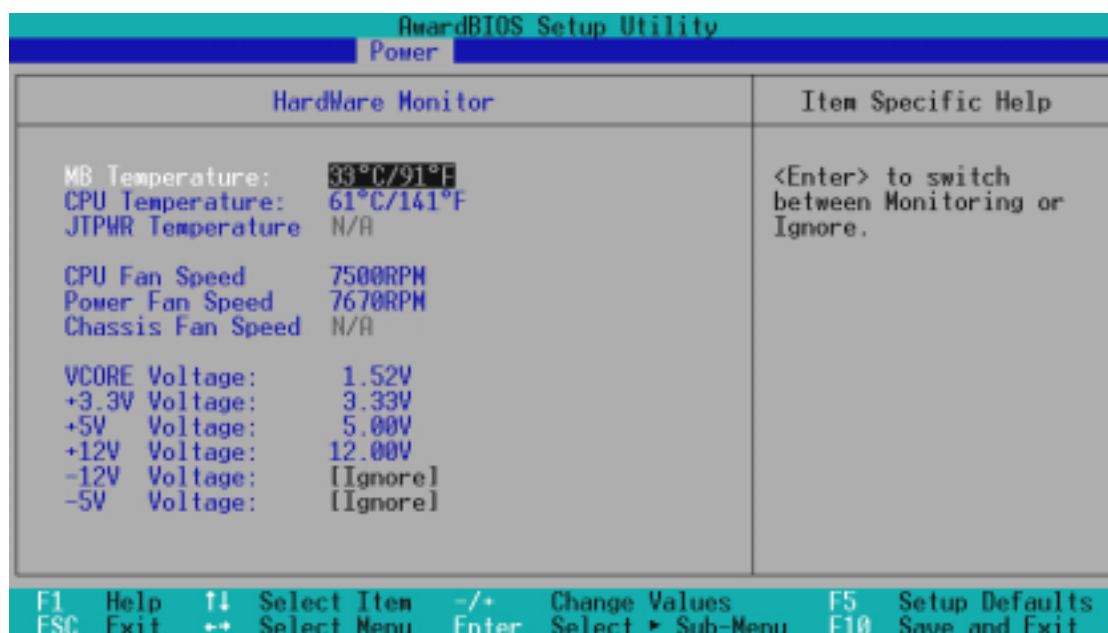 AwardBIOS Setup Utility
Power
HardWare Monitor
Item Specific Help
MB Temperature: 33°C/91°F
CPU Temperature: 61°C/141°F
JTPWR Temperature N/A
CPU Fan Speed 7500RPM
Power Fan Speed 7670RPM
Chassis Fan Speed N/A
VCORE Voltage: 1.52V
+3.3V Voltage: 3.33V
+5V Voltage: 5.00V
+12V Voltage: 12.00V
-12V Voltage: [Ignore]
-5V Voltage: [Ignore]
<Enter> to switch
between Monitoring or
Ignore.
F1 Help ↑↓ Select Item -/+ Change Values F5 Setup Defaults
ESC Exit ←→ Select Menu Enter Select ► Sub-Menu F10 Save and Exit